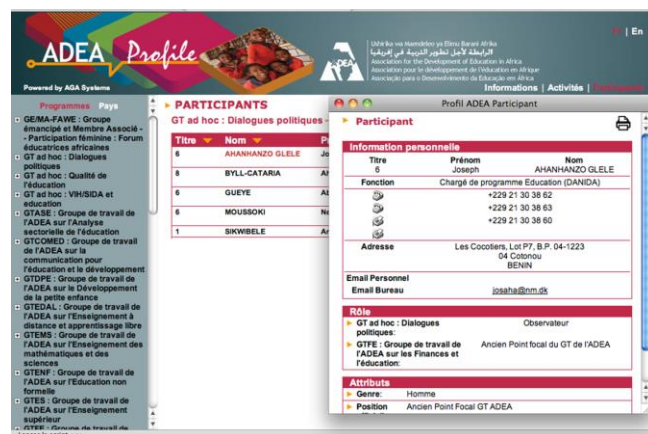 ADEA Profile
Powered by AGA Systems
Ushirika wa Maendeleo ya Elimu Barani Afrika
الرابطة لأجل تطوير التربية في إفريقيا
Association for the Development of Education in Africa
Association pour le développement de l'éducation en Afrique
Associação para o Desenvolvimento da Educação em África
| En
Informations | Activités |
Programmes Pays
GE/MA-FAWE : Groupe
émancipé et Membre Associé -
- Participation féminine : Forum
éducatrices africaines
GT ad hoc : Dialogues
politiques
GT ad hoc : Qualité de
l'éducation
GT ad hoc : VIH/SIDA et
education
GTASE : Groupe de travail de
l'ADEA sur l'Analyse
sectorielle de l'éducation
GTCOMED : Groupe de travail
de l'ADEA sur la
communication pour
l'éducation et le développement
GTDPE : Groupe de travail de
l'ADEA sur le Développement
de la petite enfance
GTEDAL : Groupe de travail de
l'ADEA sur l'Enseignement à
distance et apprentissage libre
GTEMS : Groupe de travail de
l'ADEA sur l'Enseignement des
mathématiques et des
sciences
GTENF : Groupe de travail de
l'ADEA sur l'Education non
formelle
GTES : Groupe de travail de
l'ADEA sur l'Enseignement
supérieur
PARTICIPANTS
GT ad hoc : Dialogues politiques -
Titre Nom
6 AHANHANZO GLELE
8 BYLL-CATARIA
6 GUEYE
6 MOUSSOKI
1 SIKWIBELE
Profil ADEA Participant
Participant
Information personnelle
Titre Prénom Nom
6 Joseph AHANHANZO GLELE
Fonction Chargé de programme Education (DANIDA)
+229 21 30 38 62
+229 21 30 38 63
+229 21 30 38 60
Adresse Les Cocotiers, Lot P7, B.P. 04-1223
04 Cotonou
BENIN
Email Personnel
Email Bureau josaha@nm.dk
Rôle
GT ad hoc : Dialogues
politiques: Observateur
GTFE : Groupe de travail de Ancien Point focal du GT de l'ADEA
l'ADEA sur les Finances et
l'éducation:
Attributs
Genre: Homme
Position Ancien Point Focal GT ADEA